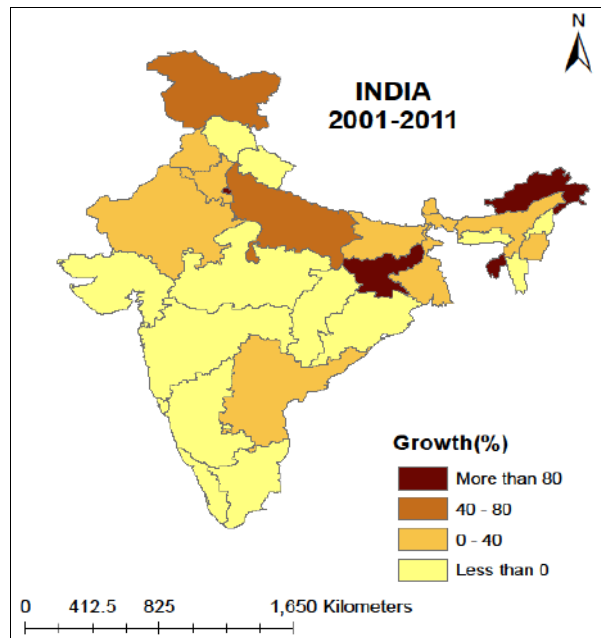 N
INDIA
2001-2011
Growth(%)
More than 80
40 - 80
0 - 40
Less than 0
0 412.5 825 1,650 Kilometers